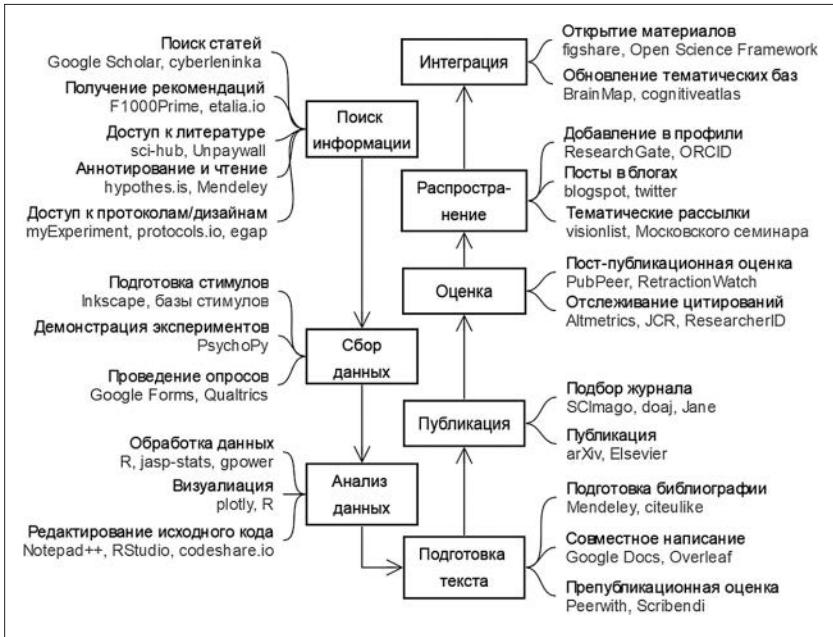 Поиск статей
Google Scholar, cyberleninka
Получение рекомендаций
F1000Prime, etalia.io
Доступ к литературе
sci-hub, Unpaywall
Аннотирование и чтение
hypothes.is, Mendeley
Доступ к протоколам/дизайнам
myExperiment, protocols.io, egap
Поиск
информации
Подготовка стимулов
Inkscape, базы стимулов
Демонстрация экспериментов
PsychoPy
Проведение опросов
Google Forms, Qualtrics
Сбор
данных
Обработка данных
R, jasp-stats, gpower
Визуалиация
plotly, R
Редактирование исходного кода
Notepad++, RStudio, codeshare.io
Анализ
данных
Подготовка
текста
Подготовка библиографии
Mendeley, citeulike
Совместное написание
Google Docs, Overleaf
Препубликационная оценка
Peerwith, Scribendi
Публикация
Подбор журнала
SCImago, doaj, Jane
Публикация
arXiv, Elsevier
Оценка
Пост-публикационная оценка
PubPeer, RetractionWatch
Отслеживание цитирований
Altmetrics, JCR, ResearcherID
Распростра-
нение
Добавление в профили
ResearchGate, ORCID
Посты в блогах
blogspot, twitter
Тематические рассылки
visionlist, Московского семинара
Интеграция
Открытие материалов
figshare, Open Science Framework
Обновление тематических баз
BrainMap, cognitiveatlas